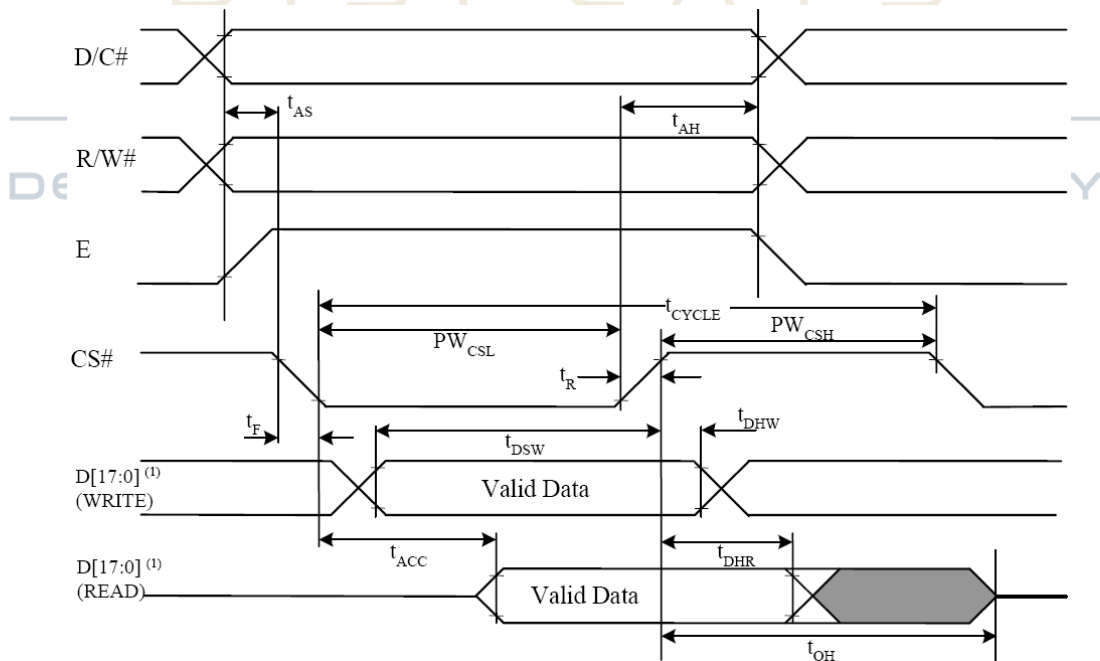 D/C#
t_AS
t_AH
R/W#
E
t_CYCLE
PW_CSL
PW_CSH
CS#
t_R
t_F
t_DSW
t_DHW
D[17:0] (1)
(WRITE)
Valid Data
t_ACC
t_DHR
D[17:0] (1)
(READ)
Valid Data
t_OH